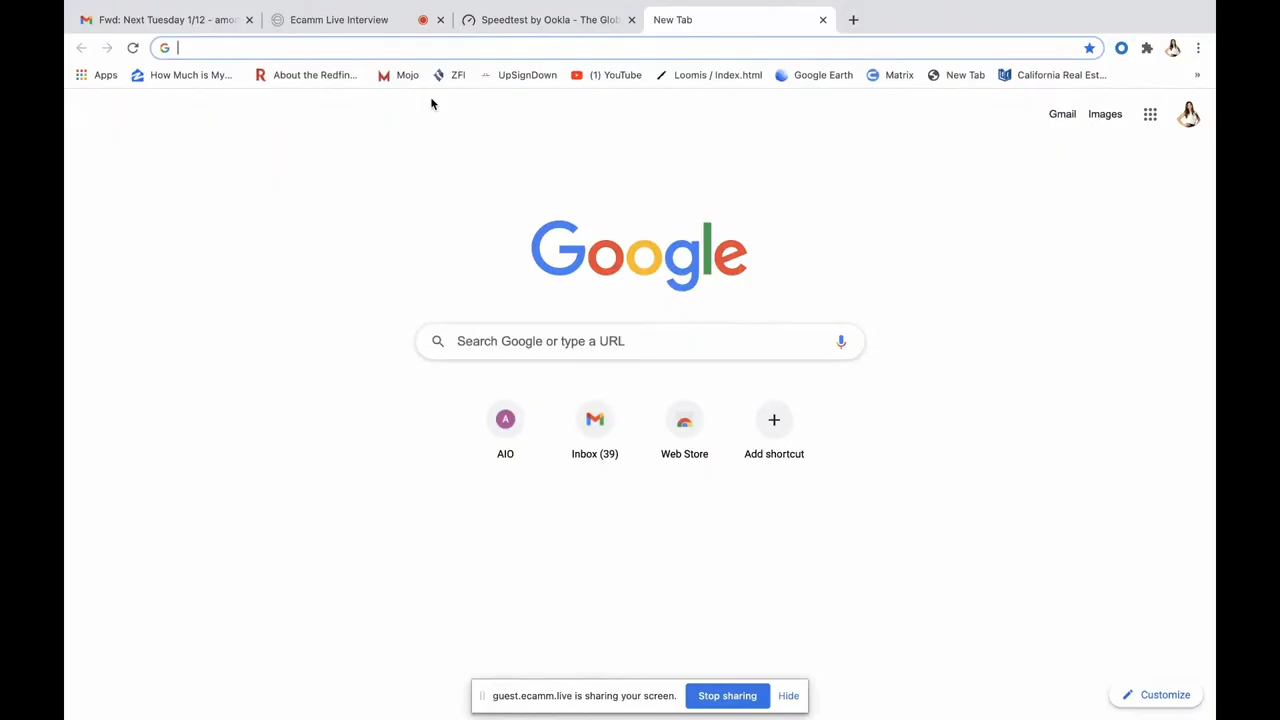 Fwd: Next Tuesday 1/12 - amor
Ecamm Live Interview
Speedtest by Ookla - The Glob
New Tab
Apps
How Much is My...
About the Redfin...
Mojo
ZFI
UpSignDown
(1) YouTube
Loomis / Index.html
Google Earth
Matrix
New Tab
California Real Est...
»
Gmail
Images
Google
Search Google or type a URL
A
AIO
Inbox (39)
Web Store
Add shortcut
guest.ecamm.live is sharing your screen.
Stop sharing
Hide
Customize